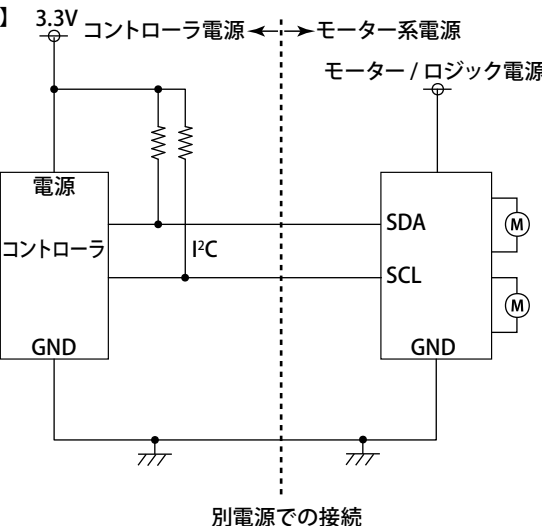 】
3.3V
コントローラ電源
モーター系電源
モーター / ロジック電源
電源
コントローラ
I²C
SDA
SCL
M
M
GND
GND
別電源での接続